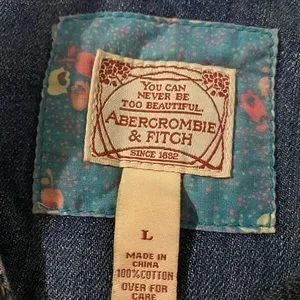 YOU CAN
NEVER BE
TOO BEAUTIFUL.
ABERCROMBIE
& FITCH
SINCE 1892
L
MADE IN
CHINA
100% COTTON
OVER FOR
CARE